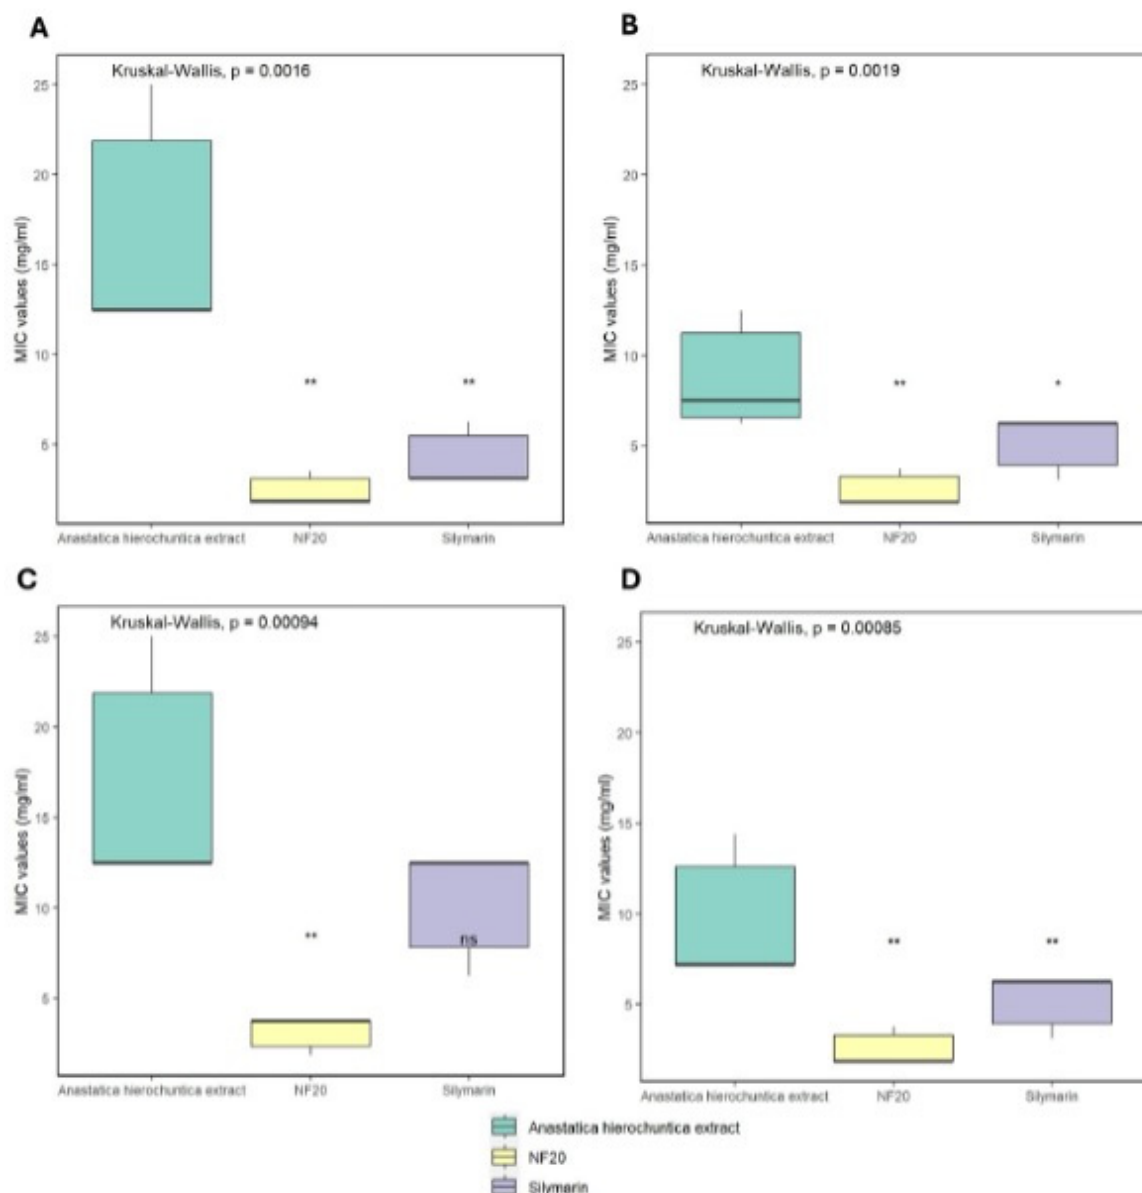 A
Kruskal-Wallis, p = 0.0016
25
20
15
10
5
MIC values (mg/ml)
**
**
Anastatica hierochuntica extract NF20 Silymarin
B
Kruskal-Wallis, p = 0.0019
25
20
15
10
5
MIC values (mg/ml)
**
*
Anastatica hierochuntica extract NF20 Silymarin
C
Kruskal-Wallis, p = 0.00094
25
20
15
10
5
MIC values (mg/ml)
**
ns
Anastatica hierochuntica extract NF20 Silymarin
D
Kruskal-Wallis, p = 0.00085
25
20
15
10
5
MIC values (mg/ml)
**
**
Anastatica hierochuntica extract NF20 Silymarin
Anastatica hierochuntica extract
NF20
Silymarin